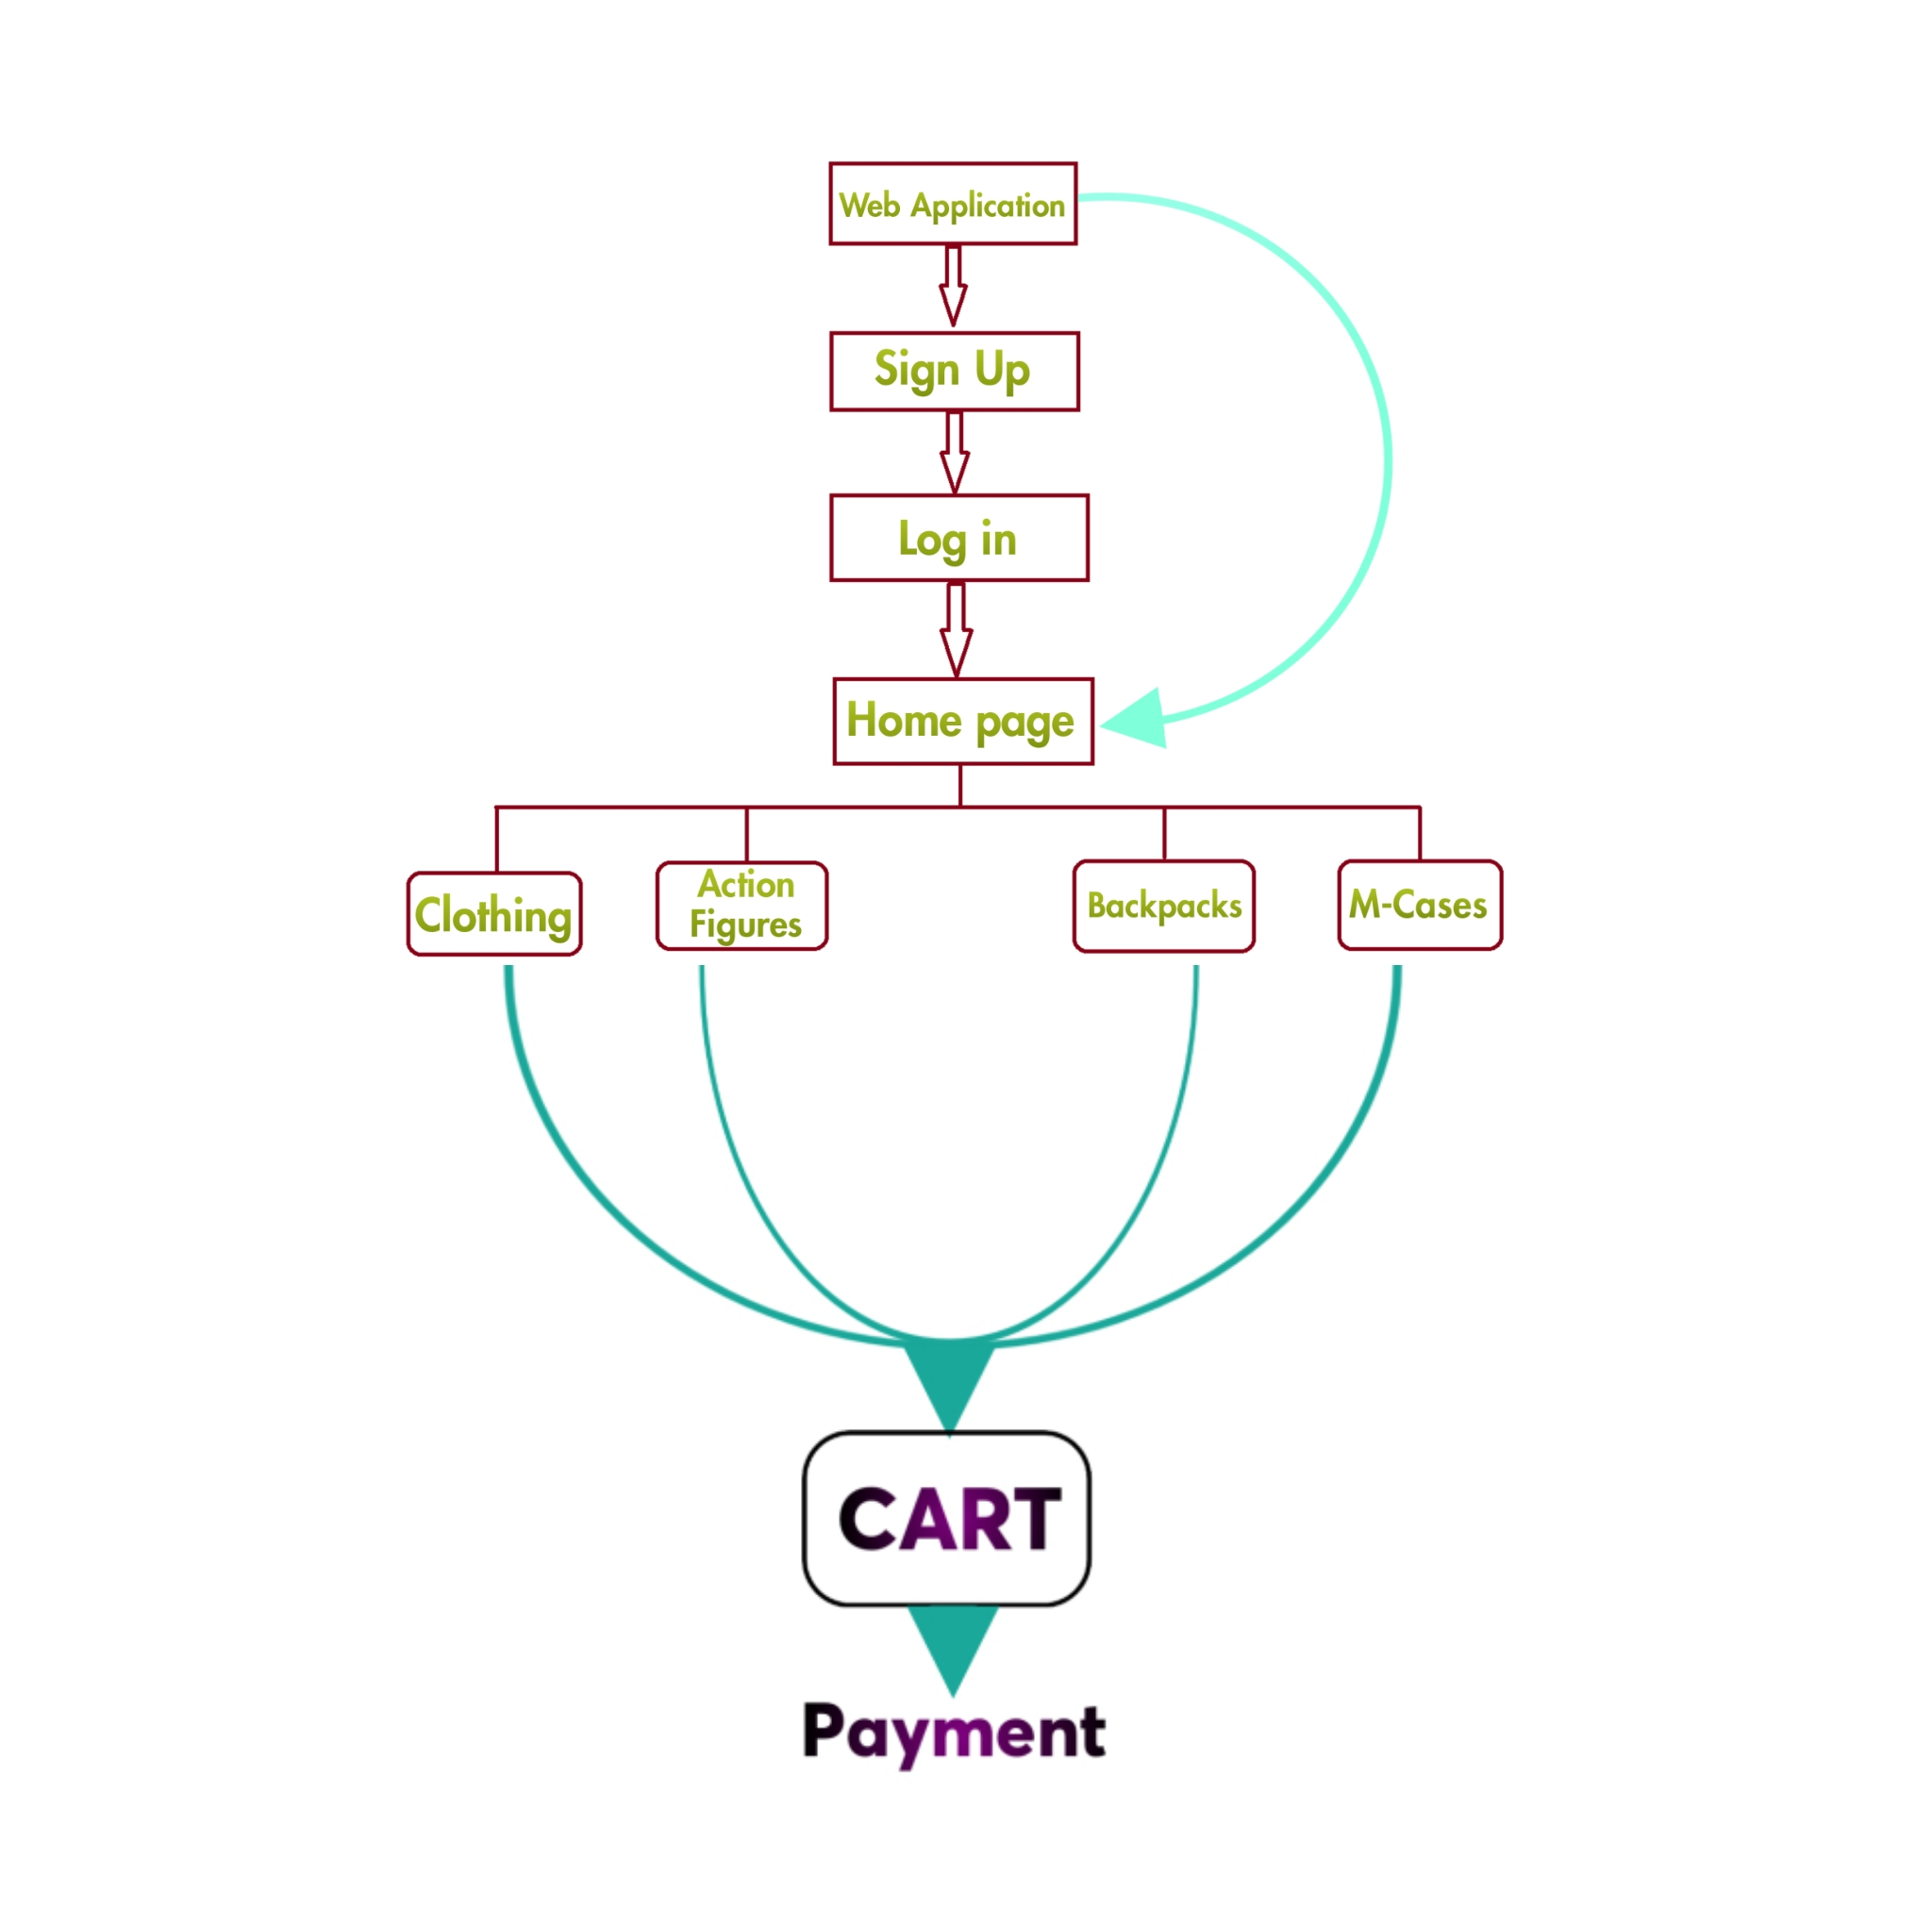 Web Application
Sign Up
Log in
Home page
Clothing
Action
Figures
Backpacks
M-Cases
CART
Payment